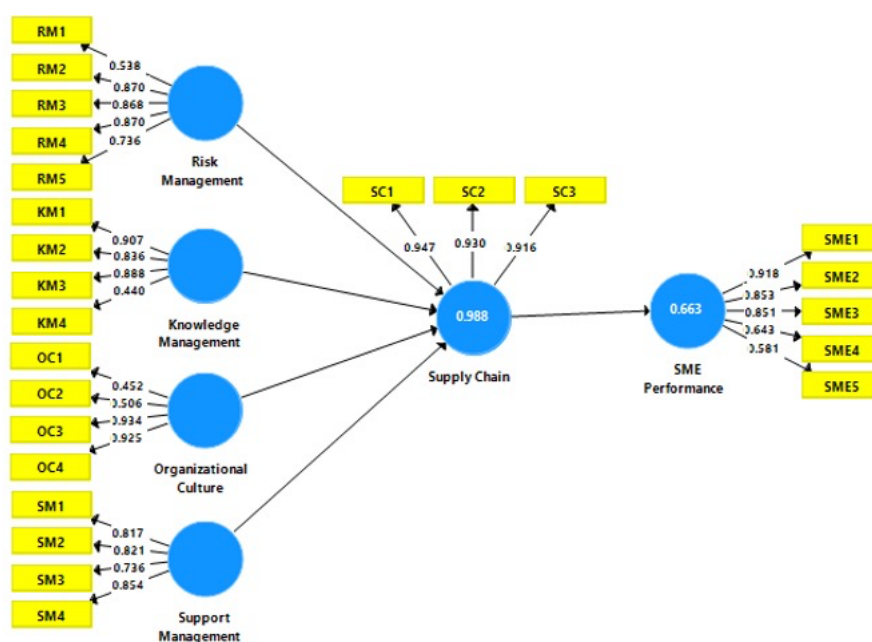 RM1
RM2
RM3
RM4
RM5
0.538
0.870
0.868
0.870
0.736
Risk
Management
KM1
KM2
KM3
KM4
0.907
0.836
0.888
0.440
Knowledge
Management
OC1
OC2
OC3
OC4
0.452
0.506
0.934
0.925
Organizational
Culture
SM1
SM2
SM3
SM4
0.817
0.821
0.736
0.854
Support
Management
SC1
SC2
SC3
0.947
0.930
0.916
0.988
Supply Chain
0.663
SME
Performance
0.918
0.853
0.851
0.643
0.581
SME1
SME2
SME3
SME4
SME5